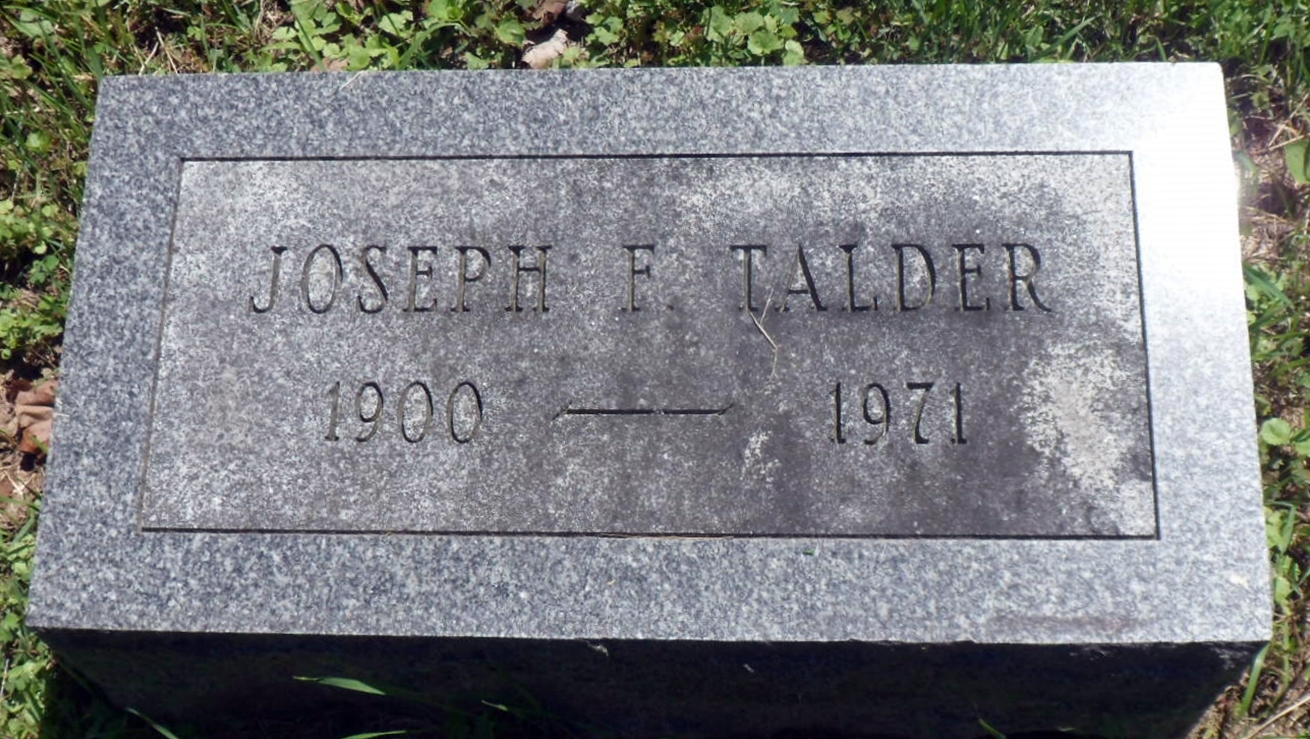 JOSEPH F. TALDER
1900 — 1971